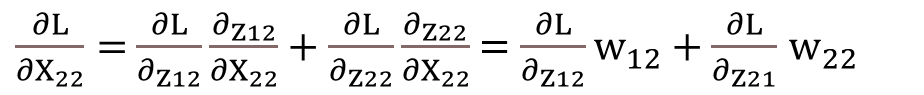 ∂L/∂X₂₂ = ∂L/∂Z12 ∂Z12/∂X₂₂ + ∂L/∂Z22 ∂Z22/∂X₂₂ = ∂L/∂Z12 w₁₂ + ∂L/∂Z21 w₂₂